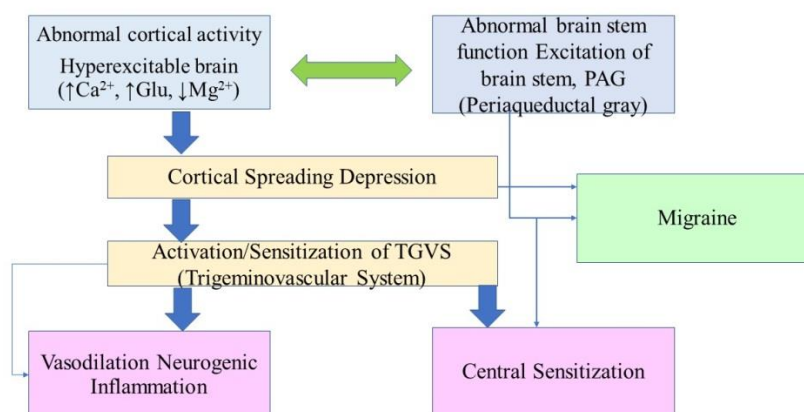 Abnormal cortical activity
Hyperexcitable brain
(↑Ca²⁺, ↑Glu, ↓Mg²⁺)
Abnormal brain stem
function Excitation of
brain stem, PAG
(Periaqueductal gray)
Cortical Spreading Depression
Migraine
Activation/Sensitization of TGVS
(Trigeminovascular System)
Vasodilation Neurogenic
Inflammation
Central Sensitization